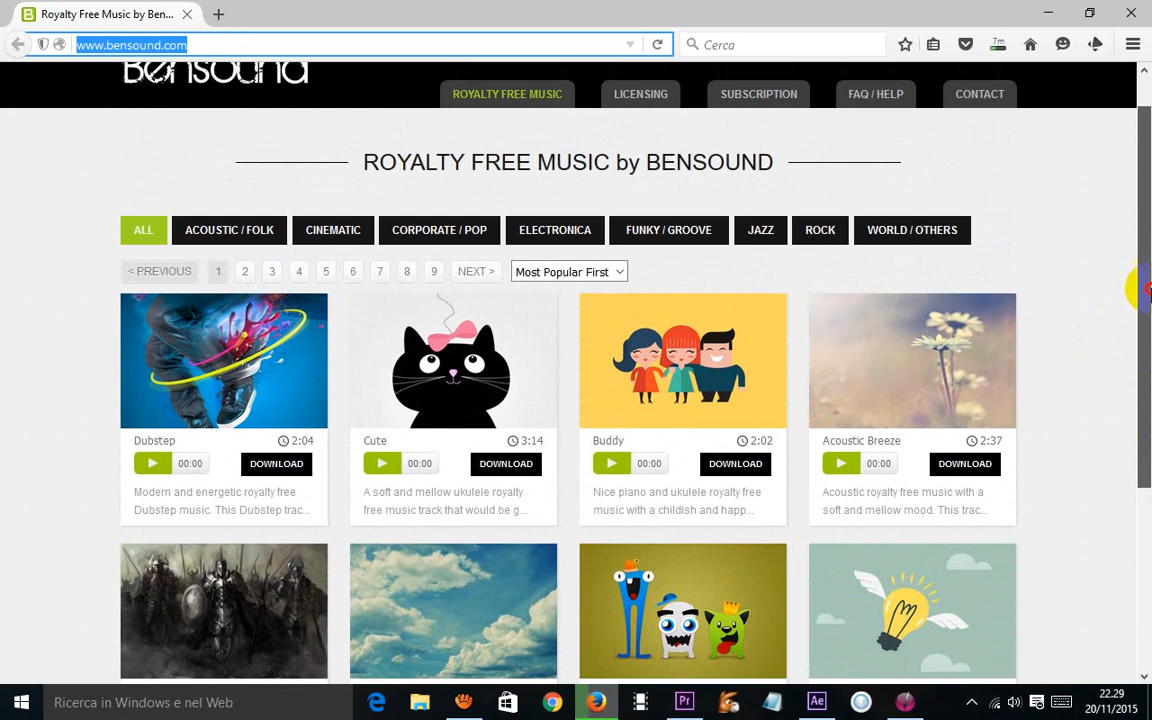 Royalty Free Music by Ben...
www.bensound.com
Cerca
7m
Bensound
ROYALTY FREE MUSIC
LICENSING
SUBSCRIPTION
FAQ / HELP
CONTACT
ROYALTY FREE MUSIC by BENSOUND
ALL
ACOUSTIC / FOLK
CINEMATIC
CORPORATE / POP
ELECTRONICA
FUNKY / GROOVE
JAZZ
ROCK
WORLD / OTHERS
< PREVIOUS 1 2 3 4 5 6 7 8 9 NEXT >
Most Popular First
Dubstep 2:04
00:00 DOWNLOAD
Modern and energetic royalty free
Dubstep music. This Dubstep trac...
Cute 3:14
00:00 DOWNLOAD
A soft and mellow ukulele royalty
free music track that would be g...
Buddy 2:02
00:00 DOWNLOAD
Nice piano and ukulele royalty free
music with a childish and happ...
Acoustic Breeze 2:37
00:00 DOWNLOAD
Acoustic royalty free music with a
soft and mellow mood. This trac...
Ricerca in Windows e nel Web
Pr
Ae
22.29
20/11/2015